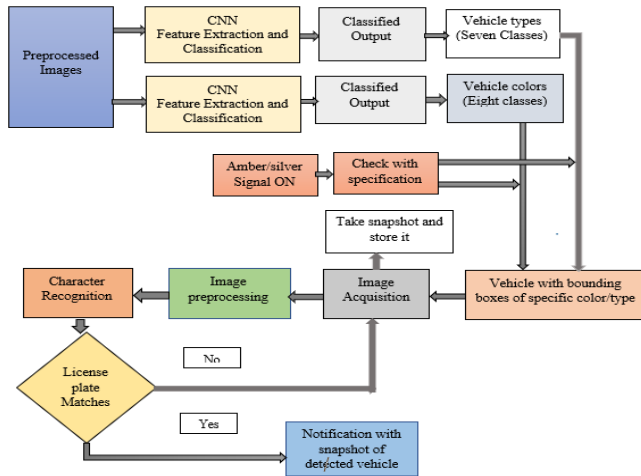 Preprocessed
Images
CNN
Feature Extraction and
Classification
Classified
Output
Vehicle types
(Seven Classes)
CNN
Feature Extraction and
Classification
Classified
Output
Vehicle colors
(Eight classes)
Amber/silver
Signal ON
Check with
specification
Take snapshot and
store it
Character
Recognition
Image
preprocessing
Image
Acquisition
Vehicle with bounding
boxes of specific color/type
License
plate
Matches
No
Yes
Notification with
snapshot of
detected vehicle